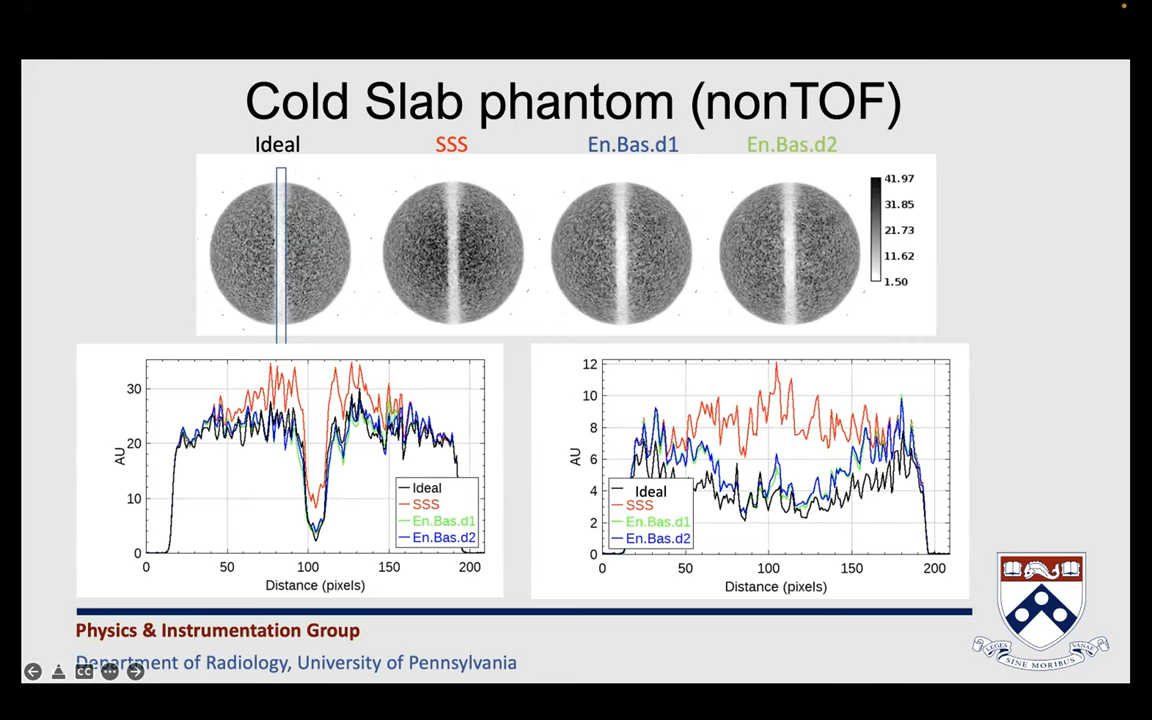 Cold Slab phantom (nonTOF)
Ideal SSS En.Bas.d1 En.Bas.d2
41.97
31.85
21.73
11.62
1.50
30
20
10
0
AU
0 50 100 150 200
Distance (pixels)
Ideal
SSS
En.Bas.d1
En.Bas.d2
12
10
8
6
4
2
0
AU
0 50 100 150 200
Distance (pixels)
Ideal
SSS
En.Bas.d1
En.Bas.d2
Physics & Instrumentation Group
Department of Radiology, University of Pennsylvania
CC
LEGES VANAE
SINE MORIBUS